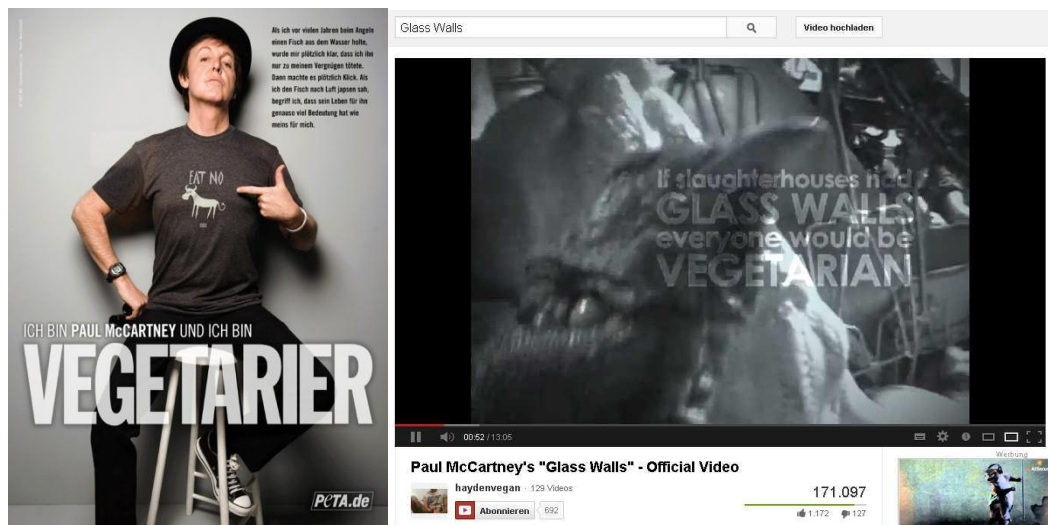 Als ich vor vielen Jahren beim Angeln
einen Fisch aus dem Wasser holte,
wurde mir plötzlich klar, dass ich ihn
nur zu meinem Vergnügen tötete.
Dann machte es plötzlich Klick. Als
ich den Fisch nach Luft japsen sah,
begriff ich, dass sein Leben für ihn
genauso viel Bedeutung hat wie
meins für mich.
EAT NO
ICH BIN PAUL McCARTNEY UND ICH BIN
VEGETARIER
PeTA.de
Glass Walls
Video hochladen
If slaughterhouses had
GLASS WALLS
everyone would be
VEGETARIAN
00:52 / 13:05
Werbung
Paul McCartney's "Glass Walls" - Official Video
haydenvegan · 129 Videos
Abonnieren 692
171.097
1.172 127